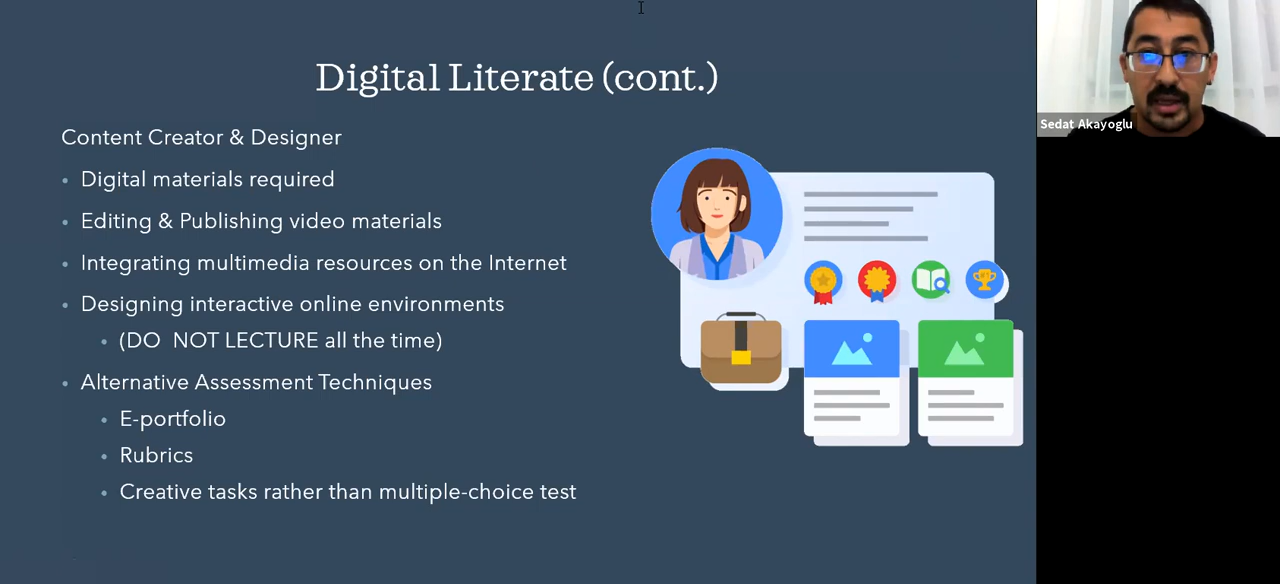 Digital Literate (cont.)
Content Creator & Designer
• Digital materials required
• Editing & Publishing video materials
• Integrating multimedia resources on the Internet
• Designing interactive online environments
• (DO NOT LECTURE all the time)
• Alternative Assessment Techniques
• E-portfolio
• Rubrics
• Creative tasks rather than multiple-choice test
Sedat Akayoglu